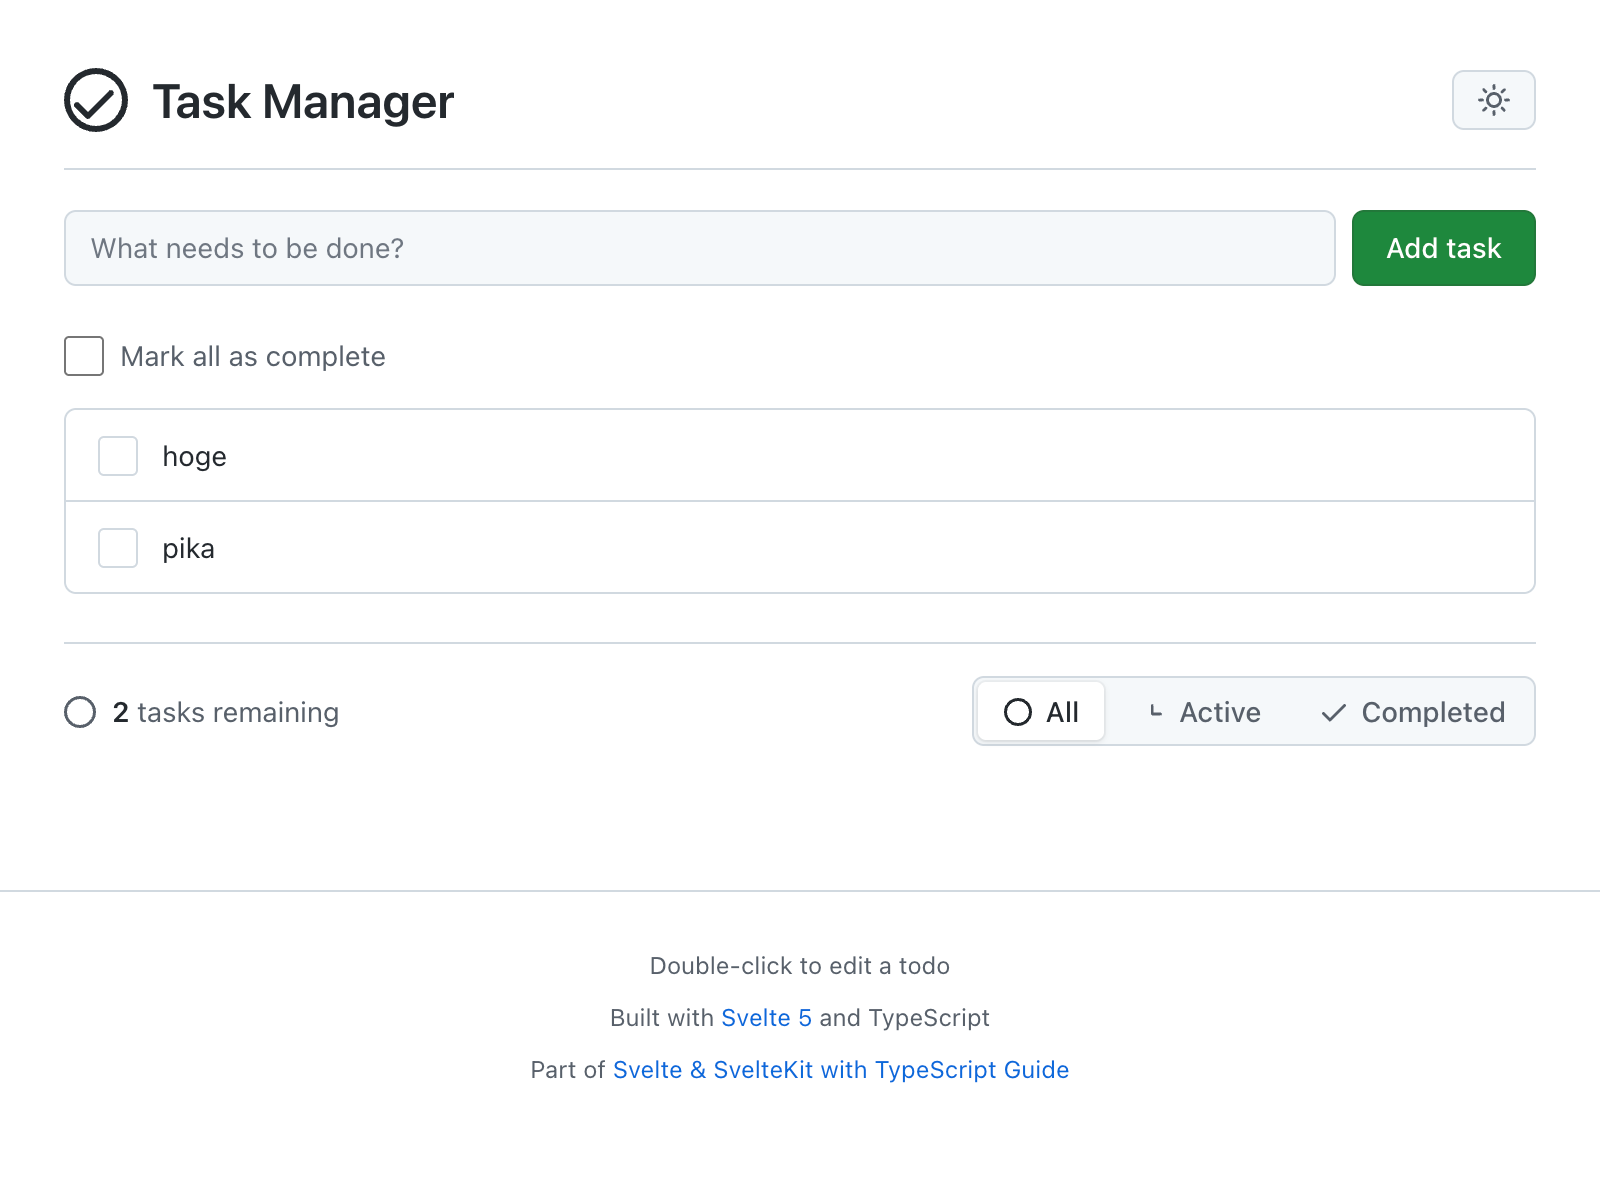 Task Manager
What needs to be done?
Add task
Mark all as complete
hoge
pika
2 tasks remaining
All
Active
Completed
Double-click to edit a todo
Built with Svelte 5 and TypeScript
Part of Svelte & SvelteKit with TypeScript Guide